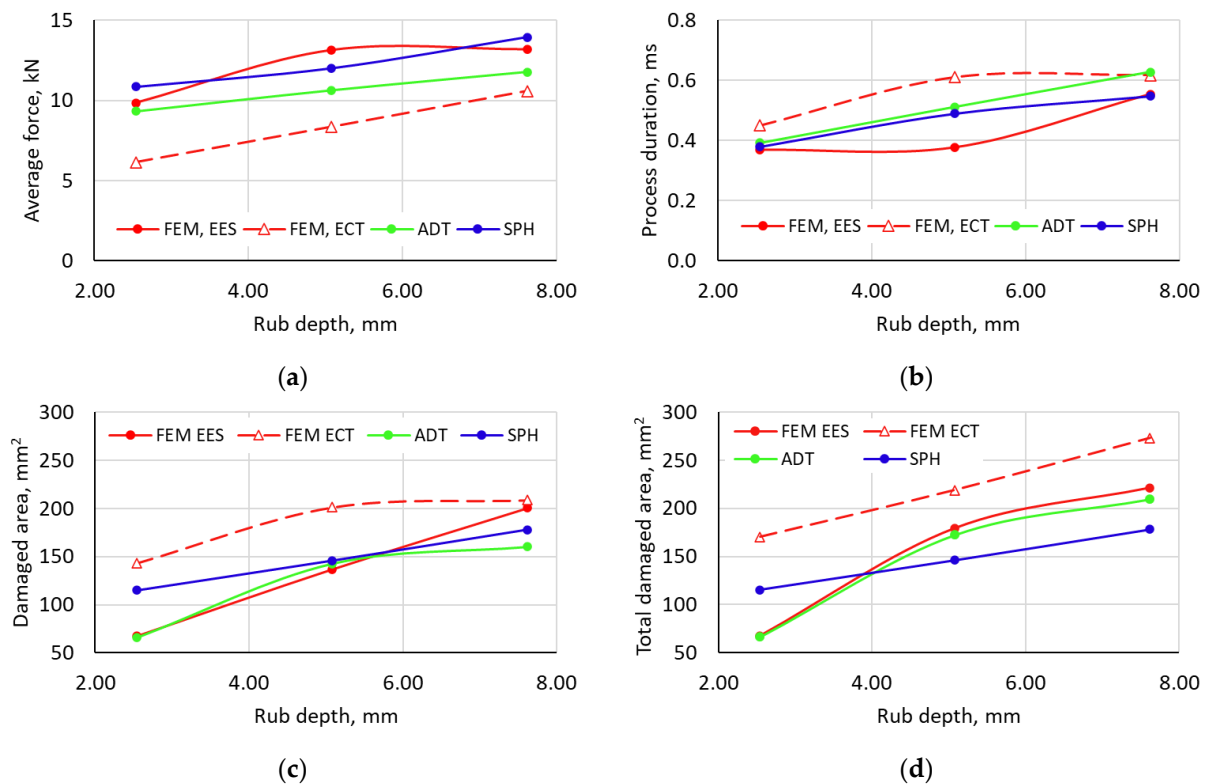 15
10
5
0
Average force, kN
FEM, EES FEM, ECT ADT SPH
2.00 4.00 6.00 8.00
Rub depth, mm
(a)
0.8
0.6
0.4
0.2
0.0
Process duration, ms
FEM, EES FEM, ECT ADT SPH
2.00 4.00 6.00 8.00
Rub depth, mm
(b)
300
250
200
150
100
50
Damaged area, mm²
FEM EES FEM ECT ADT SPH
2.00 4.00 6.00 8.00
Rub depth, mm
(c)
300
250
200
150
100
50
Total damaged area, mm²
FEM EES FEM ECT
ADT SPH
2.00 4.00 6.00 8.00
Rub depth, mm
(d)